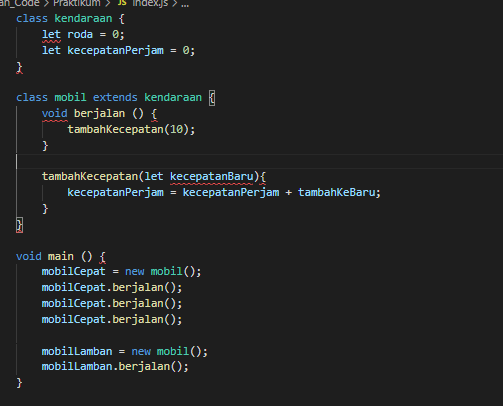 an_Code > Praktikum > JS index.js > ...
class kendaraan {
    let roda = 0;
    let kecepatanPerjam = 0;
}
class mobil extends kendaraan {
    void berjalan () {
        tambahKecepatan(10);
    }
    tambahKecepatan(let kecepatanBaru){
        kecepatanPerjam = kecepatanPerjam + tambahKeBaru;
    }
}
void main () {
    mobilCepat = new mobil();
    mobilCepat.berjalan();
    mobilCepat.berjalan();
    mobilCepat.berjalan();
    mobilLamban = new mobil();
    mobilLamban.berjalan();
}